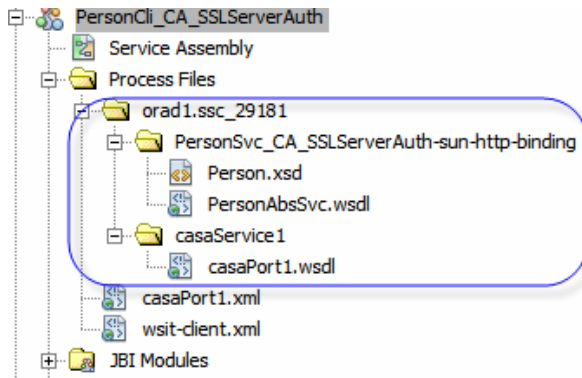 PersonCli_CA_SSLServerAuth
Service Assembly
Process Files
orad1.ssc_29181
PersonSvc_CA_SSLServerAuth-sun-http-binding
Person.xsd
PersonAbsSvc.wsdl
casaService1
casaPort1.wsdl
casaPort1.xml
wsit-client.xml
JBI Modules